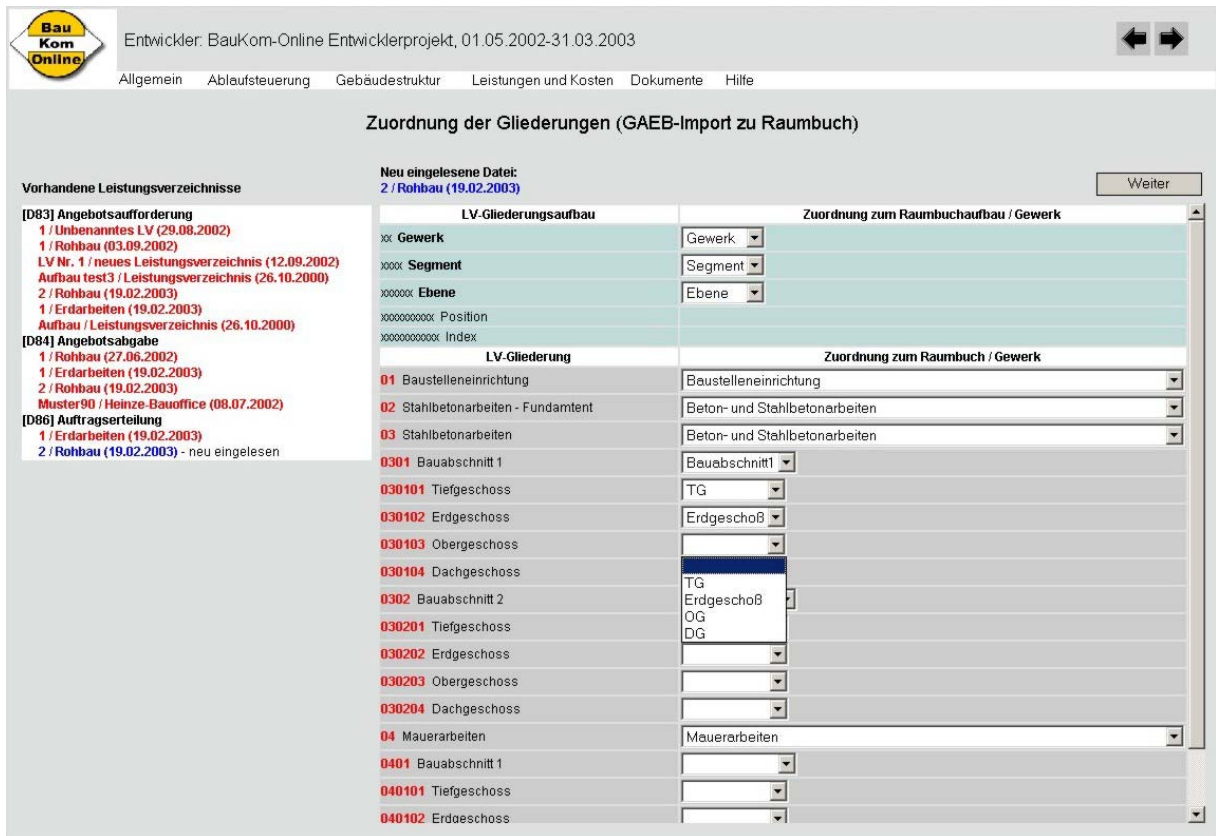 Bau
Kom
Online
Entwickler: BauKom-Online Entwicklerprojekt, 01.05.2002-31.03.2003
Allgemein Ablaufsteuerung Gebäudestruktur Leistungen und Kosten Dokumente Hilfe
Zuordnung der Gliederungen (GAEB-Import zu Raumbuch)
Vorhandene Leistungsverzeichnisse
[D83] Angebotsaufforderung
1 / Unbenanntes LV (29.08.2002)
1 / Rohbau (03.09.2002)
LV Nr. 1 / neues Leistungsverzeichnis (12.09.2002)
Aufbau test3 / Leistungsverzeichnis (26.10.2000)
2 / Rohbau (19.02.2003)
1 / Erdarbeiten (19.02.2003)
Aufbau / Leistungsverzeichnis (26.10.2000)
[D84] Angebotsabgabe
1 / Rohbau (27.06.2002)
1 / Erdarbeiten (19.02.2003)
2 / Rohbau (19.02.2003)
Muster90 / Heinze-Bauoffice (08.07.2002)
[D86] Auftragserteilung
1 / Erdarbeiten (19.02.2003)
2 / Rohbau (19.02.2003) - neu eingelesen
Neu eingelesene Datei:
2 / Rohbau (19.02.2003)
Weiter
LV-Gliederungsaufbau Zuordnung zum Raumbuchaufbau / Gewerk
xx Gewerk Gewerk
xxxx Segment Segment
xxxxxx Ebene Ebene
xxxxxxxxxx Position
xxxxxxxxxxx Index
LV-Gliederung Zuordnung zum Raumbuch / Gewerk
01 Baustelleneinrichtung Baustelleneinrichtung
02 Stahlbetonarbeiten - Fundamtent Beton- und Stahlbetonarbeiten
03 Stahlbetonarbeiten Beton- und Stahlbetonarbeiten
0301 Bauabschnitt 1 Bauabschnitt1
030101 Tiefgeschoss TG
030102 Erdgeschoss Erdgeschoß
030103 Obergeschoss
030104 Dachgeschoss
TG
0302 Bauabschnitt 2 Erdgeschoß
OG
030201 Tiefgeschoss
DG
030202 Erdgeschoss
030203 Obergeschoss
030204 Dachgeschoss
04 Mauerarbeiten Mauerarbeiten
0401 Bauabschnitt 1
040101 Tiefgeschoss
040102 Erdgeschoss